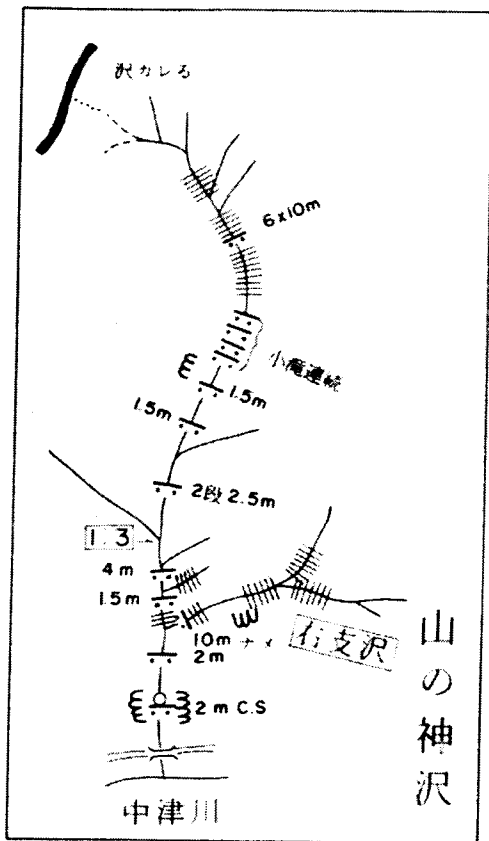 沢カレる
6x10m
小滝連続
1.5m
1.5m
2段 2.5m
1:3
4m
1.5m
10m ナメ
右支沢
2m
2m C.S
山の神沢
中津川